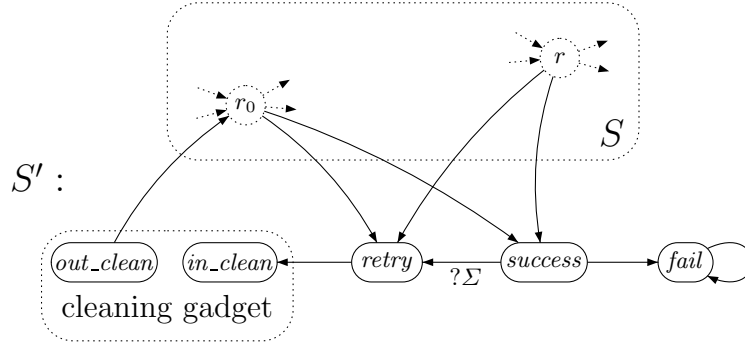 r
r₀
S
S′ :
out_clean in_clean retry success fail
?Σ
cleaning gadget